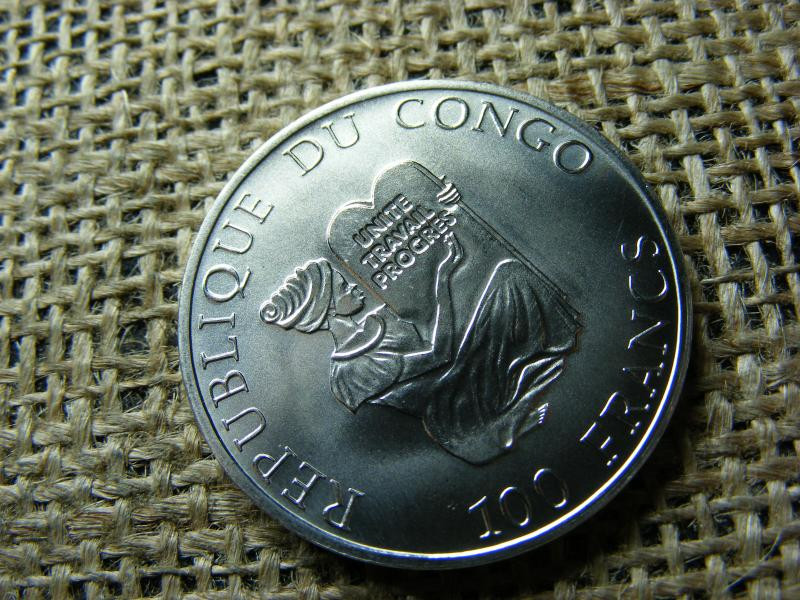 REPUBLIQUE DU CONGO
UNITE
TRAVAIL
PROGRES
100 FRANCS